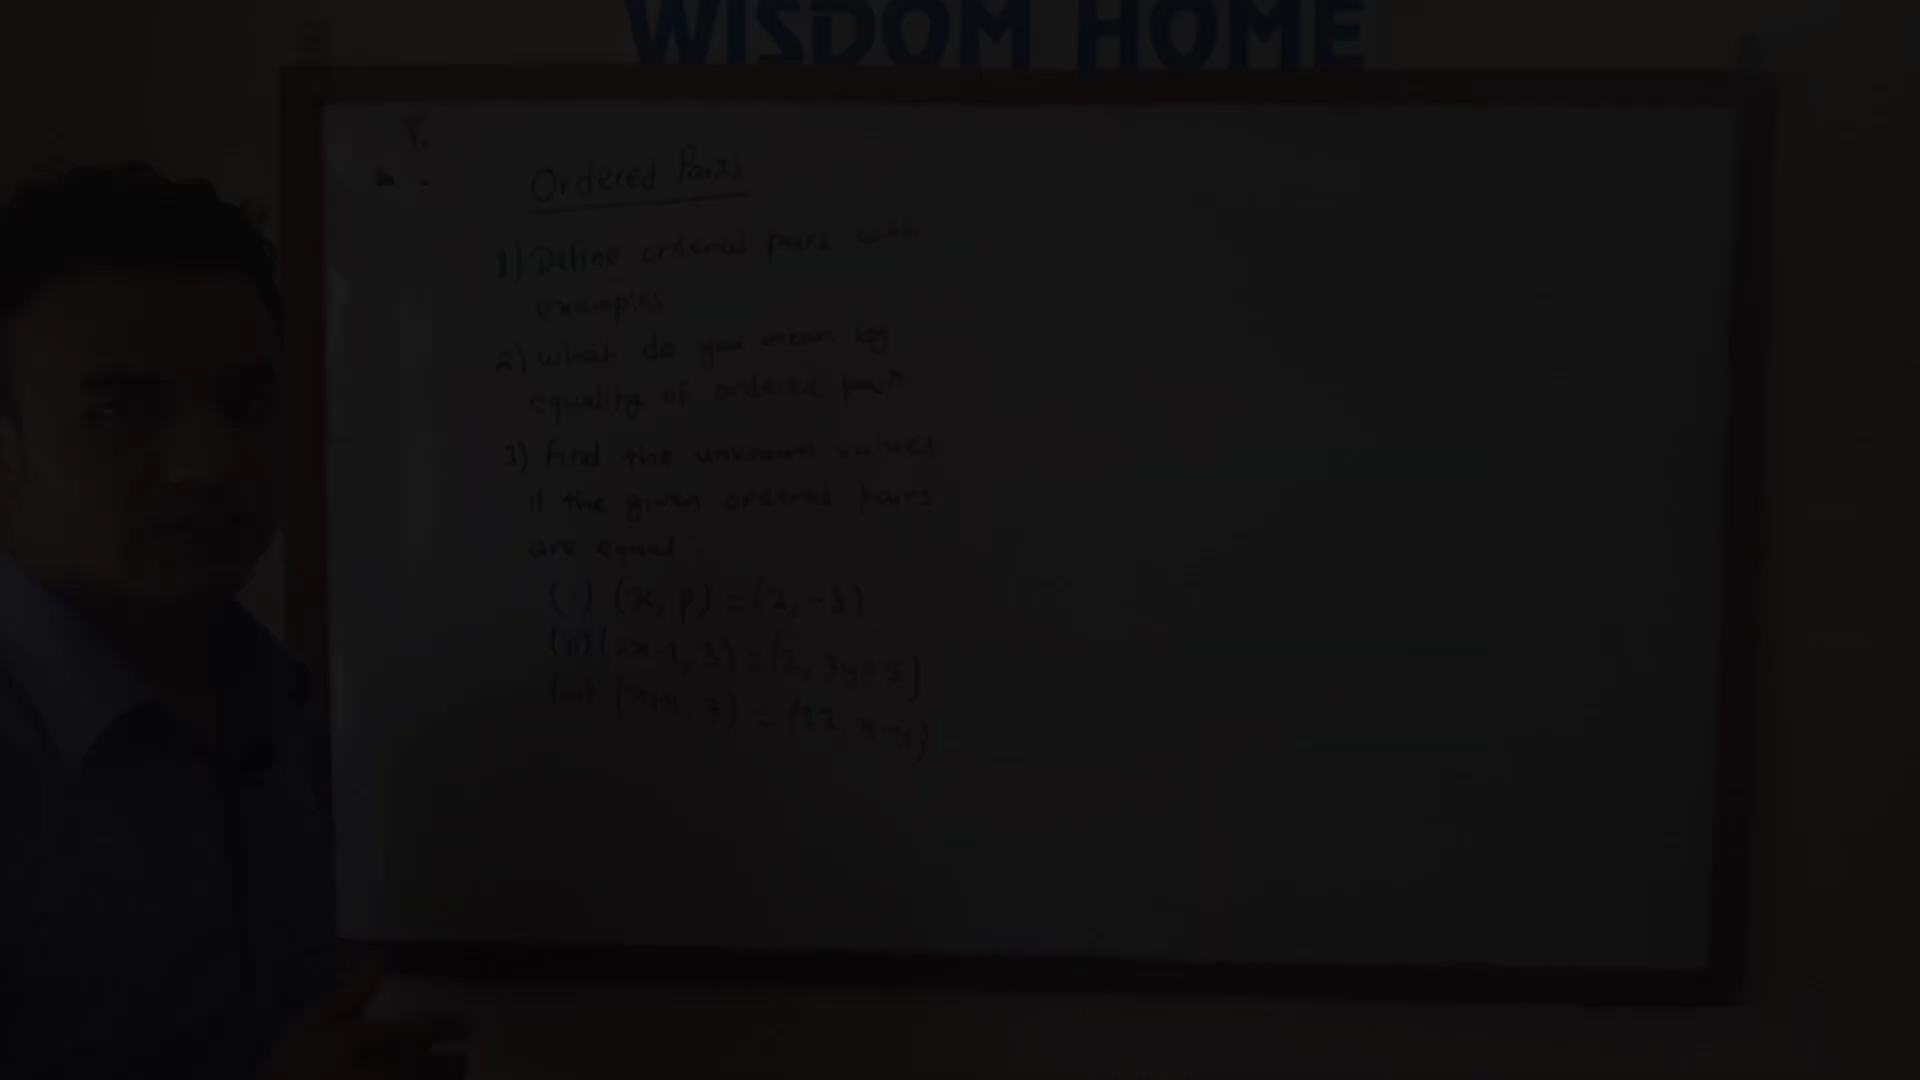 WISDOM HOME
Ordered Pairs
1) Define ordered pairs with
examples
2) What do you mean by
equality of ordered pair
3) Find the unknown values
if the given ordered pairs
are equal :
(i) (x, p) = (2, -3)
(ii) (2x-1, 3) = (2, 3y+5)
(iii)